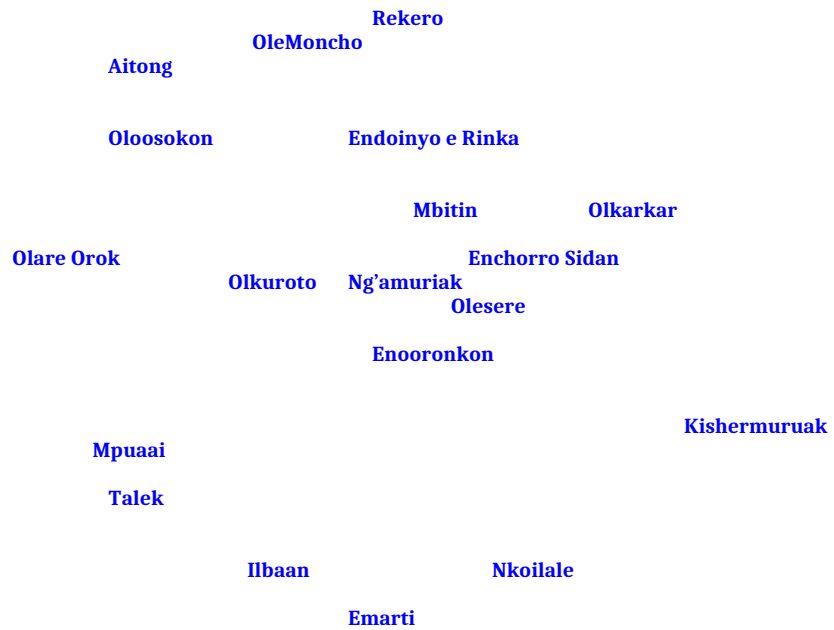 Rekero
OleMoncho
Aitong
Oloosokon Endoinyo e Rinka
Mbitin Olkarkar
Olare Orok Enchorro Sidan
Olkuroto Ng’amuriak
Olesere
Enooronkon
Kishermuruak
Mpuaai
Talek
Ilbaan Nkoilale
Emarti